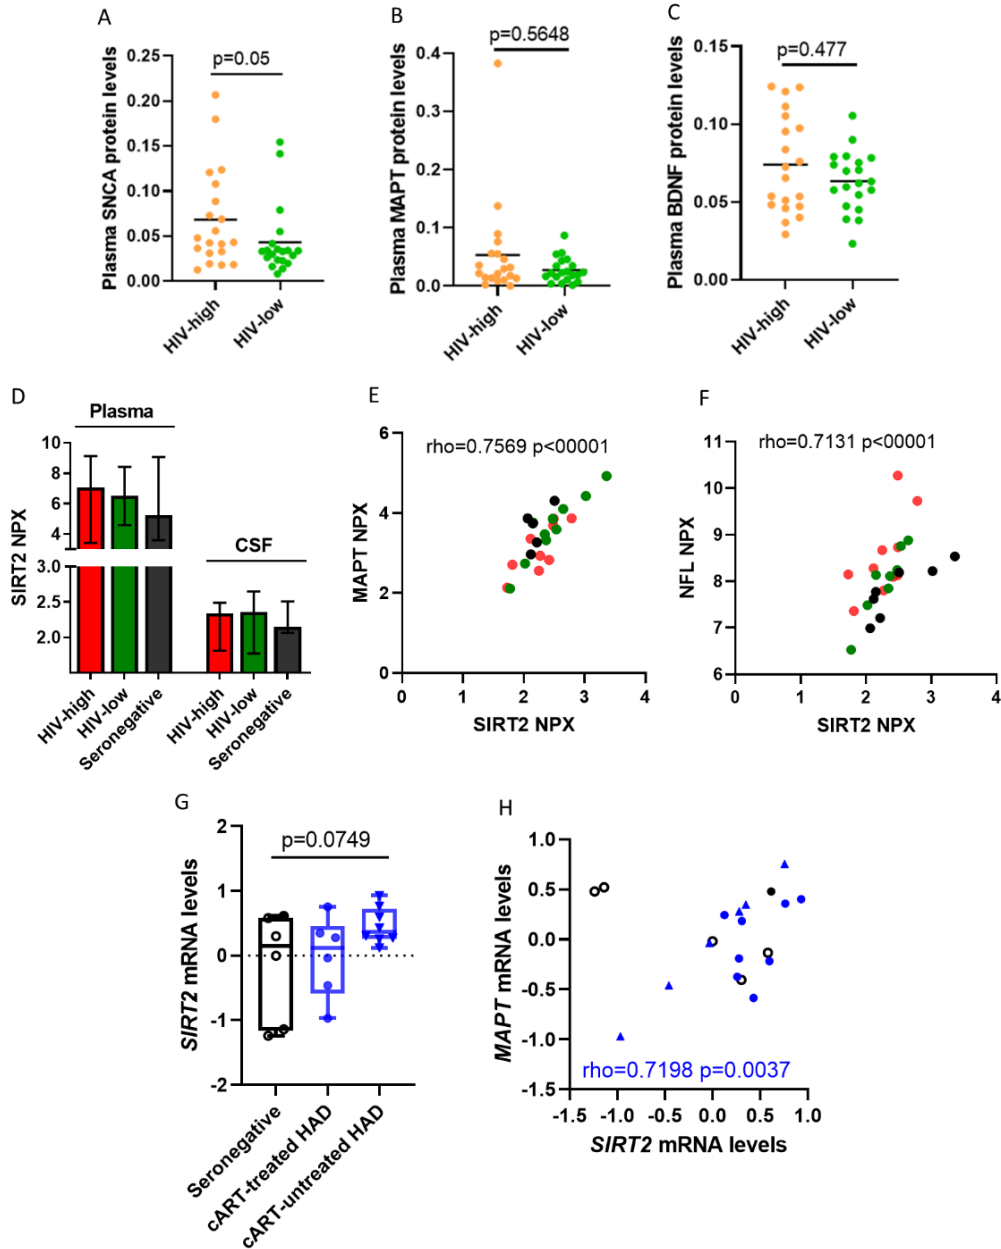 A
Plasma SNCA protein levels
p=0.05
0.25
0.20
0.15
0.10
0.05
0.00
HIV-high
HIV-low
B
Plasma MAPT protein levels
p=0.5648
0.4
0.3
0.2
0.1
0.0
HIV-high
HIV-low
C
Plasma BDNF protein levels
p=0.477
0.15
0.10
0.05
0.00
HIV-high
HIV-low
D
Plasma
SIRT2 NPX
10
8
6
4
3.0
2.5
2.0
CSF
HIV-high
HIV-low
Seronegative
HIV-high
HIV-low
Seronegative
E
rho=0.7569 p<00001
MAPT NPX
6
4
2
0
0
1
2
3
4
SIRT2 NPX
F
rho=0.7131 p<00001
NFL NPX
11
10
9
8
7
6
0
1
2
3
4
SIRT2 NPX
G
p=0.0749
SIRT2 mRNA levels
2
1
0
-1
-2
Seronegative
cART-treated HAD
cART-untreated HAD
H
MAPT mRNA levels
1.0
0.5
0.0
-0.5
-1.0
-1.5
rho=0.7198 p=0.0037
-1.5
-1.0
-0.5
0.0
0.5
1.0
SIRT2 mRNA levels